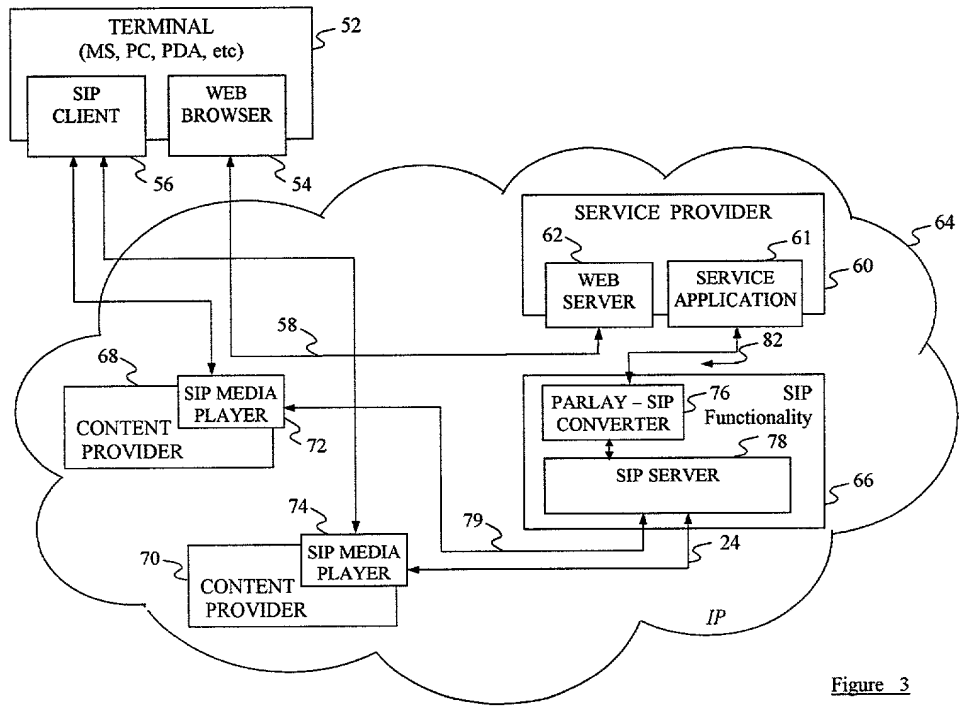 TERMINAL
(MS, PC, PDA, etc)
52
SIP
CLIENT
WEB
BROWSER
56
54
SERVICE PROVIDER
64
62
61
WEB
SERVER
SERVICE
APPLICATION
60
58
82
68
SIP MEDIA
PLAYER
CONTENT
PROVIDER
72
PARLAY – SIP
CONVERTER
76
SIP
Functionality
78
SIP SERVER
66
74
79
24
70
SIP MEDIA
PLAYER
CONTENT
PROVIDER
IP
Figure 3